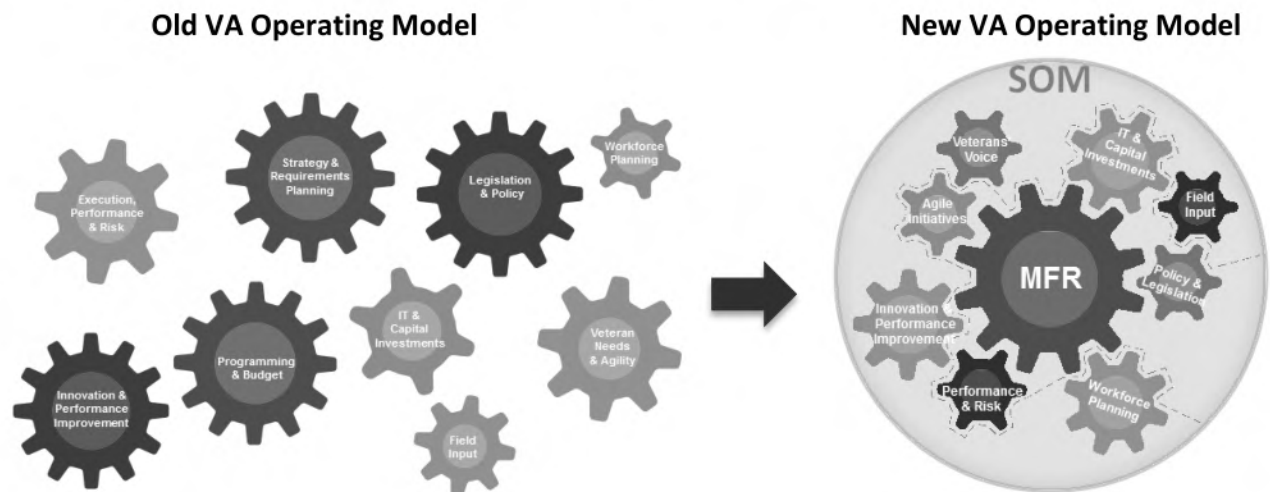 Old VA Operating Model
New VA Operating Model
Execution,
Performance
& Risk
Strategy &
Requirements
Planning
Legislation
& Policy
Workforce
Planning
Innovation &
Performance
Improvement
Programming
& Budget
IT &
Capital
Investments
Field
Input
Veteran
Needs
& Agility
SOM
Veterans
Voice
IT &
Capital
Investments
Agile
Initiatives
Field
Input
MFR
Policy &
Legislation
Innovation &
Performance
Improvement
Performance
& Risk
Workforce
Planning